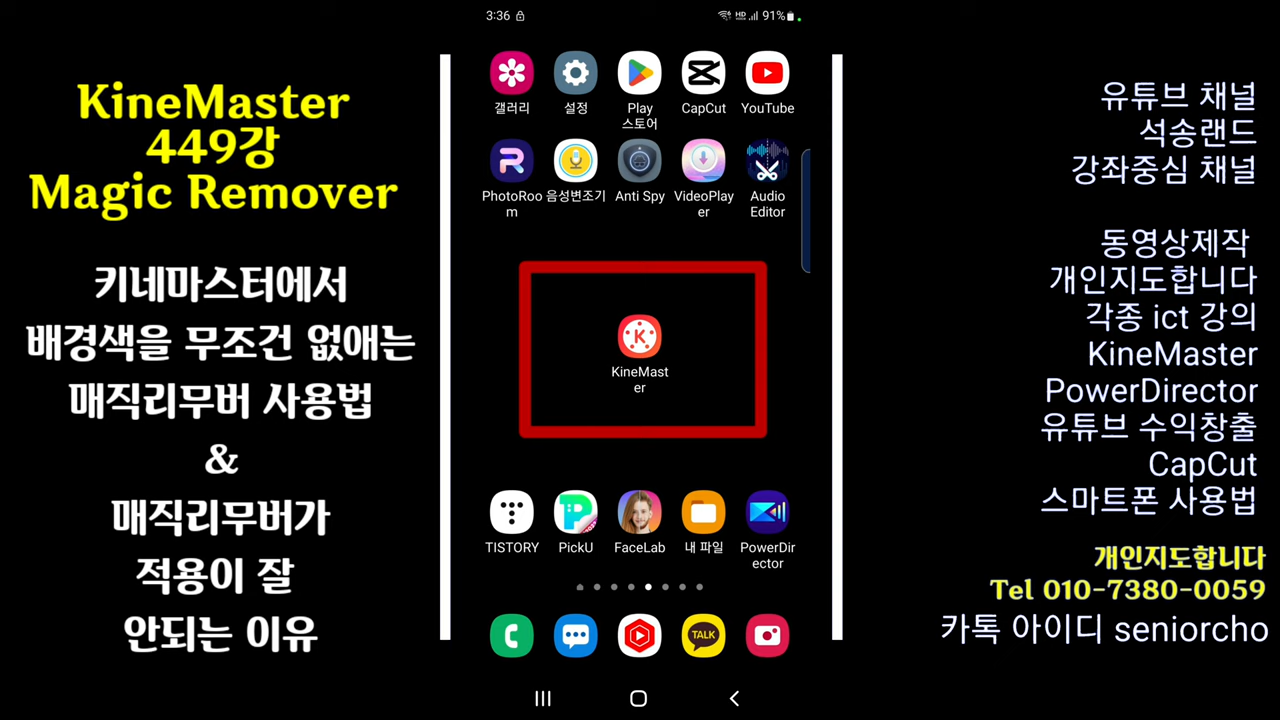 KineMaster
449강
Magic Remover
키네마스터에서
배경색을 무조건 없애는
매직리무버 사용법
&
매직리무버가
적용이 잘
안되는 이유
3:36
HD
91%
갤러리
설정
Play
스토어
CapCut
YouTube
PhotoRoo
m
음성변조기
Anti Spy
VideoPlay
er
Audio
Editor
KineMast
er
TISTORY
PickU
FaceLab
내 파일
PowerDir
ector
TALK
유튜브 채널
석송랜드
강좌중심 채널
동영상제작
개인지도합니다
각종 ict 강의
KineMaster
PowerDirector
유튜브 수익창출
CapCut
스마트폰 사용법
개인지도합니다
Tel 010-7380-0059
카톡 아이디 seniorcho